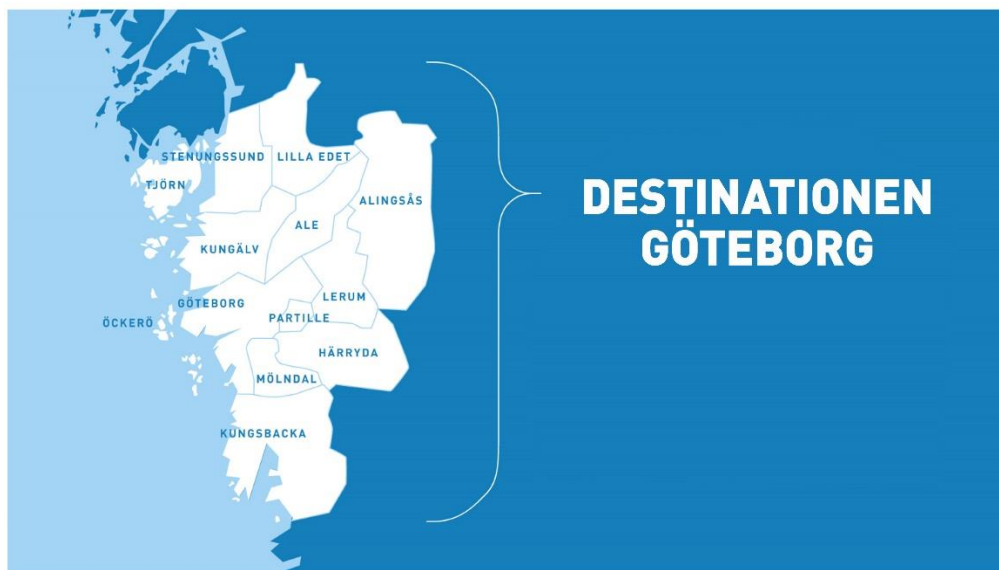 STENUNGSSUND
LILLA EDET
TJÖRN
ALINGSÅS
ALE
KUNGÄLV
LERUM
GÖTEBORG
PARTILLE
ÖCKERÖ
HÄRRYDA
MÖLNDAL
KUNGSBACKA
DESTINATIONEN
GÖTEBORG